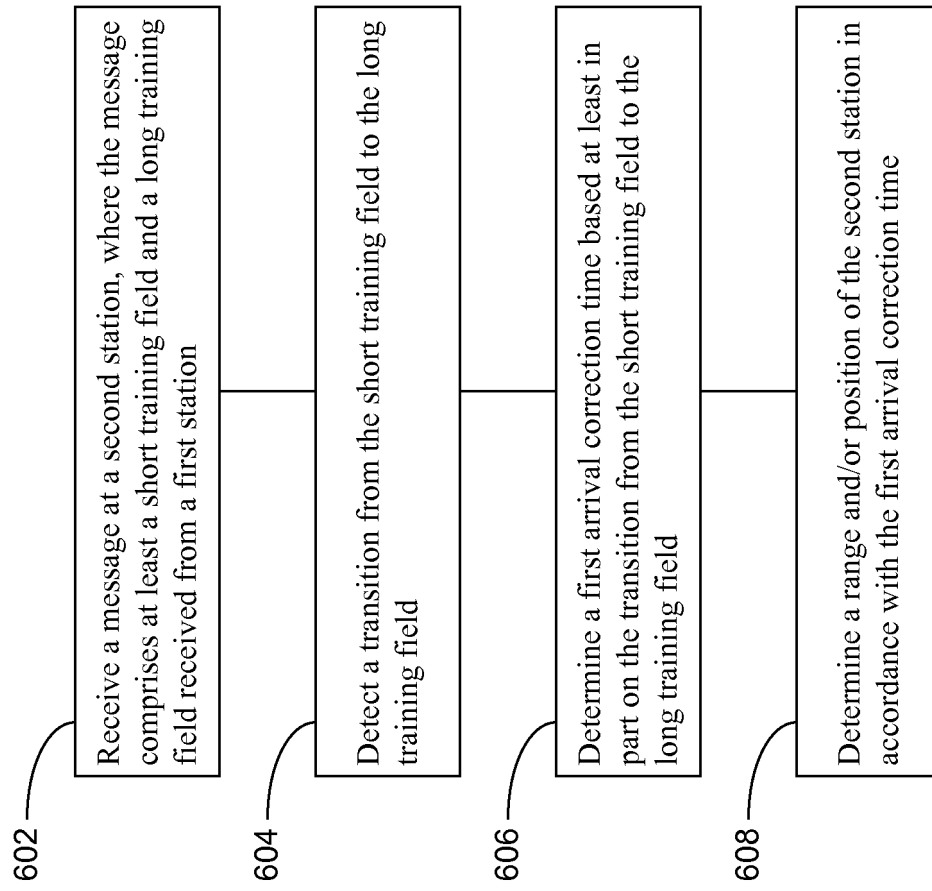 602
Receive a message at a second station, where the message
comprises at least a short training field and a long training
field received from a first station
604
Detect a transition from the short training field to the long
training field
606
Determine a first arrival correction time based at least in
part on the transition from the short training field to the
long training field
608
Determine a range and/or position of the second station in
accordance with the first arrival correction time